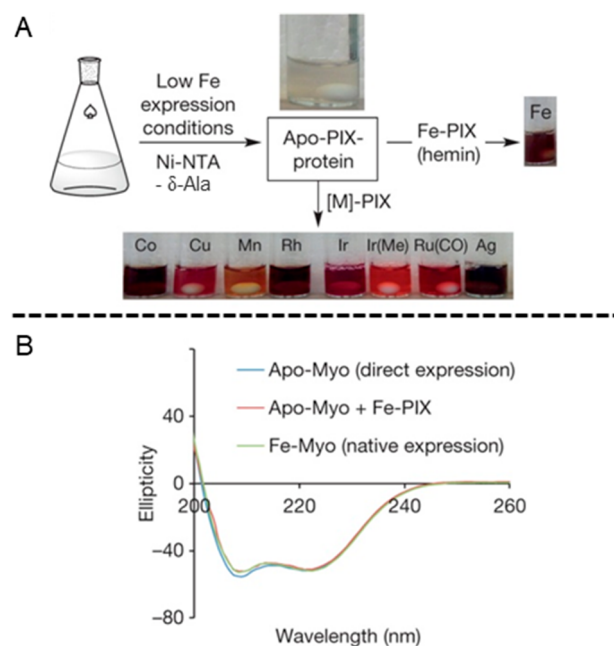 A
Low Fe
expression
conditions
Ni-NTA
- δ-Ala
Apo-PIX-
protein
Fe-PIX
(hemin)
Fe
[M]-PIX
Co Cu Mn Rh Ir Ir(Me) Ru(CO) Ag
B
Apo-Myo (direct expression)
Apo-Myo + Fe-PIX
Fe-Myo (native expression)
Ellipticity
40
0
−40
−80
200 220 240 260
Wavelength (nm)